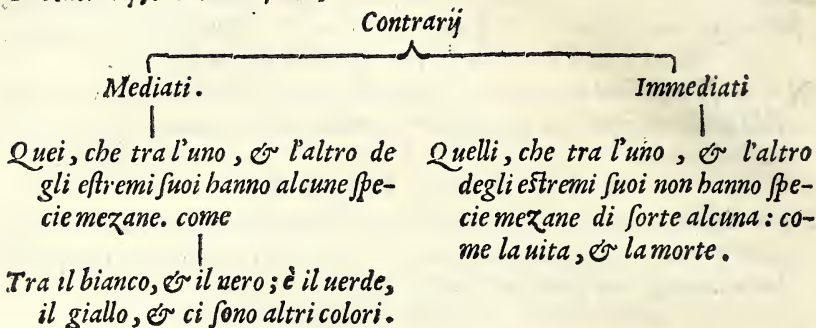 Contrarij
Mediati.
Quei, che tra l'uno, & l'altro de
gli eſtremi ſuoi hanno alcune ſpe-
cie mezane. come
Tra il bianco, & il nero; è il uerde,
il giallo, & ci ſono altri colori.
Immediati
Quelli, che tra l'uno, & l'altro
degli eſtremi ſuoi non hanno ſpe-
cie mezane di ſorte alcuna: co-
me la uita, & la morte.